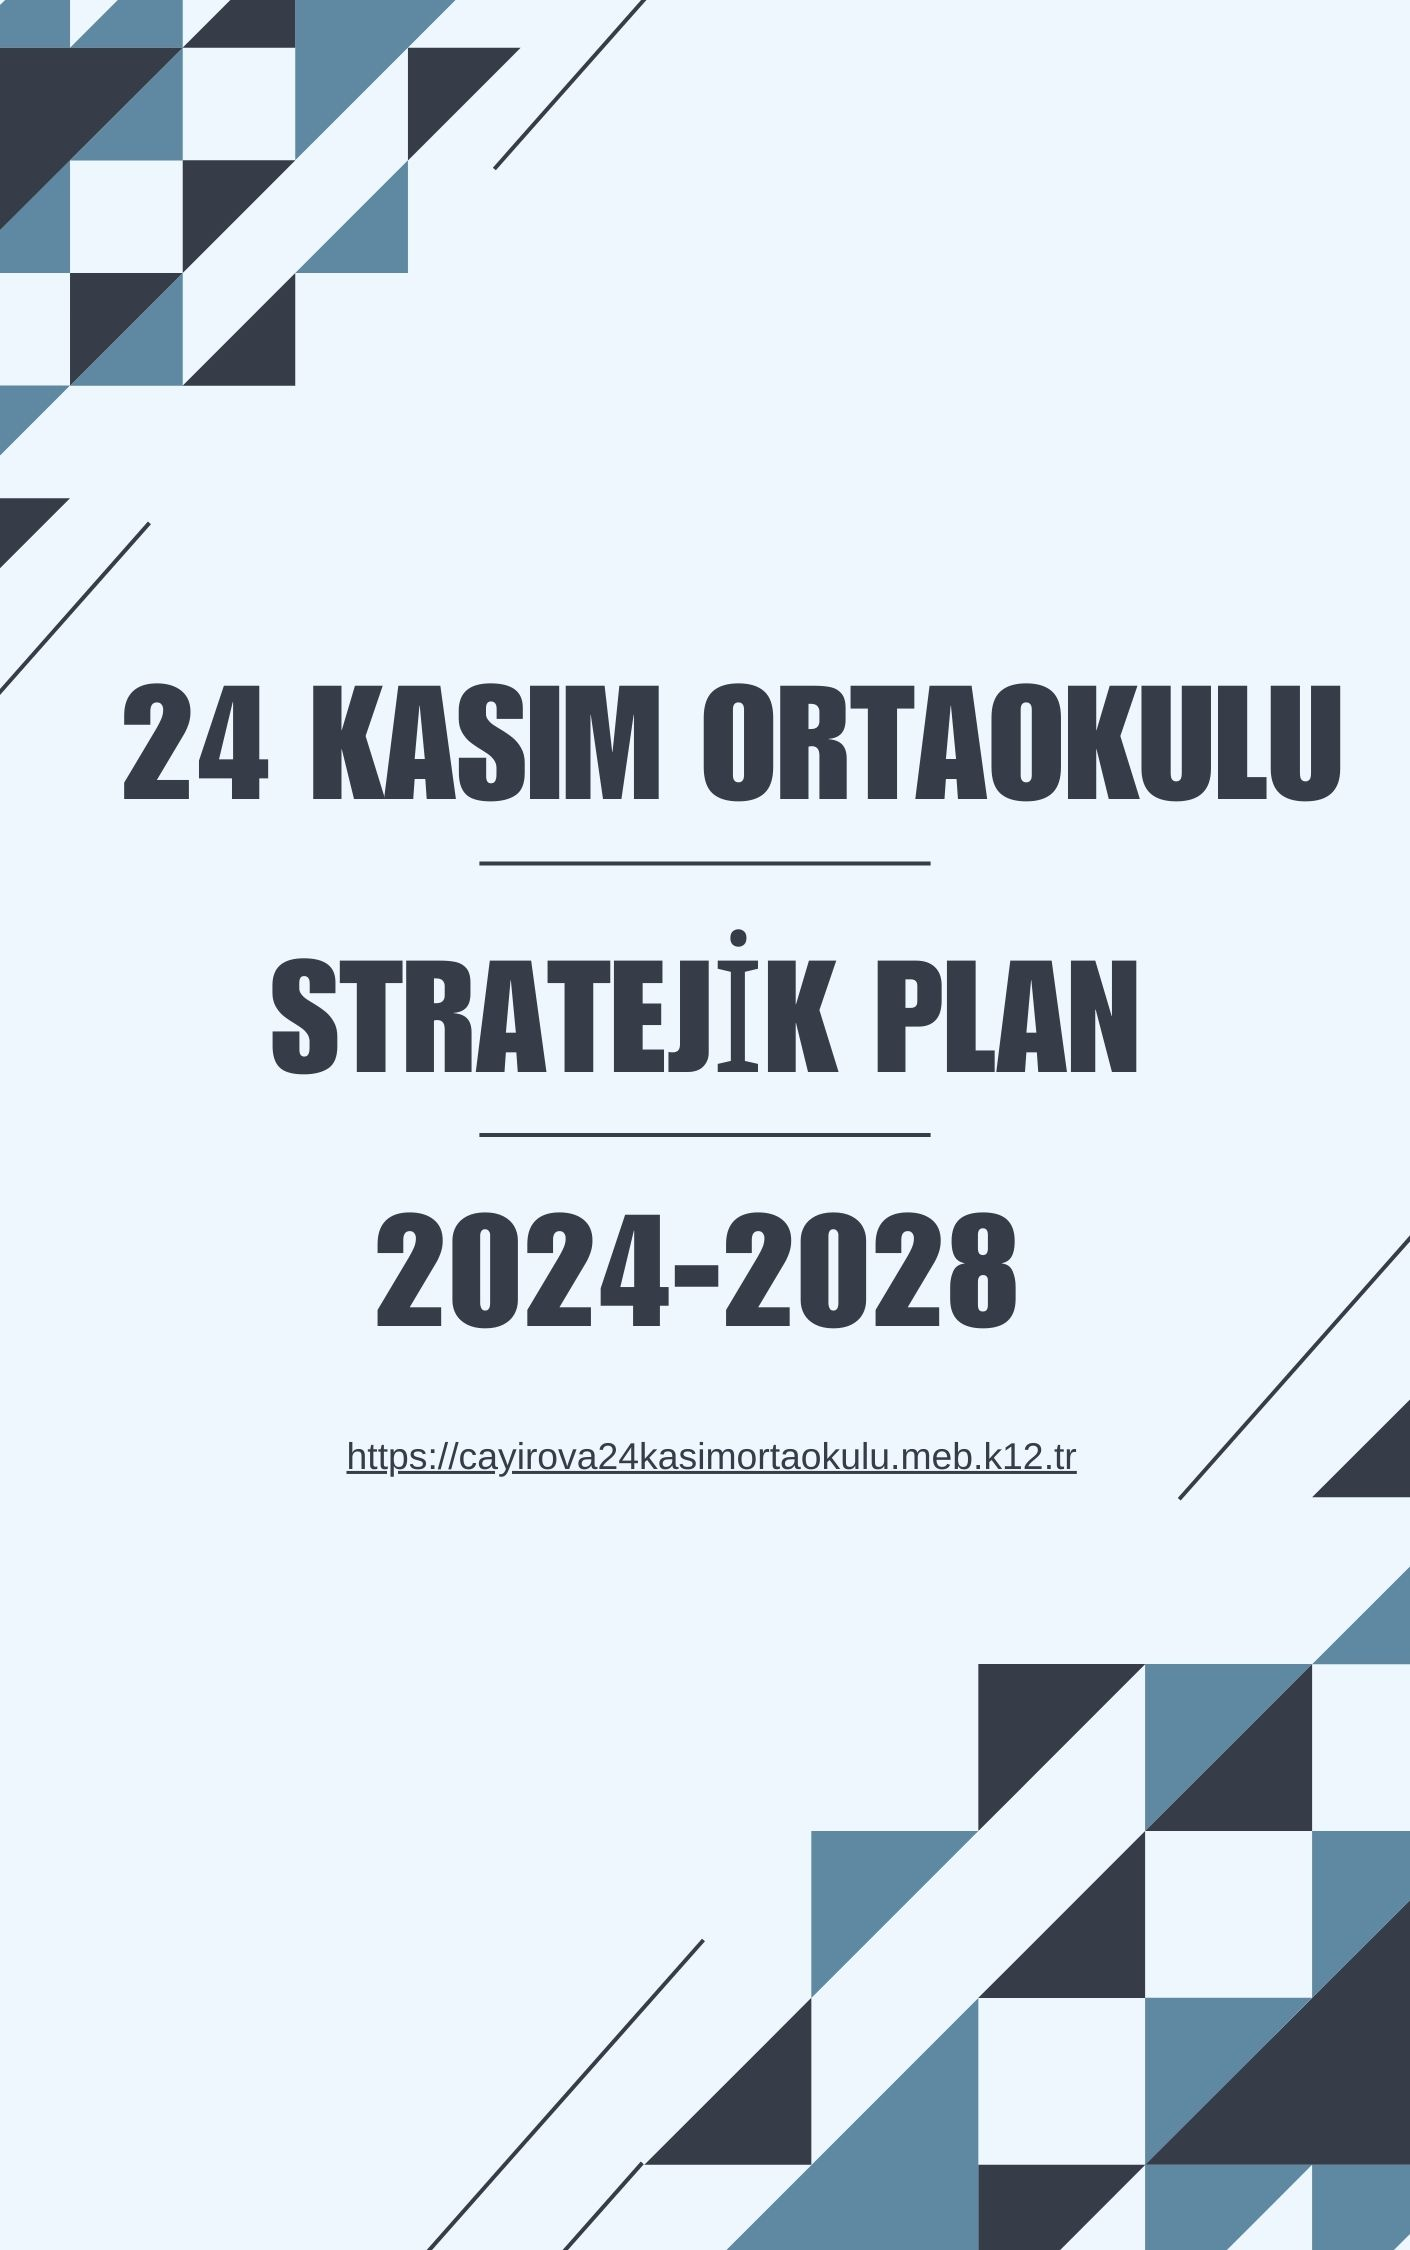 24 KASIM ORTAOKULU
STRATEJİK PLAN
2024-2028
https://cayirova24kasimortaokulu.meb.k12.tr